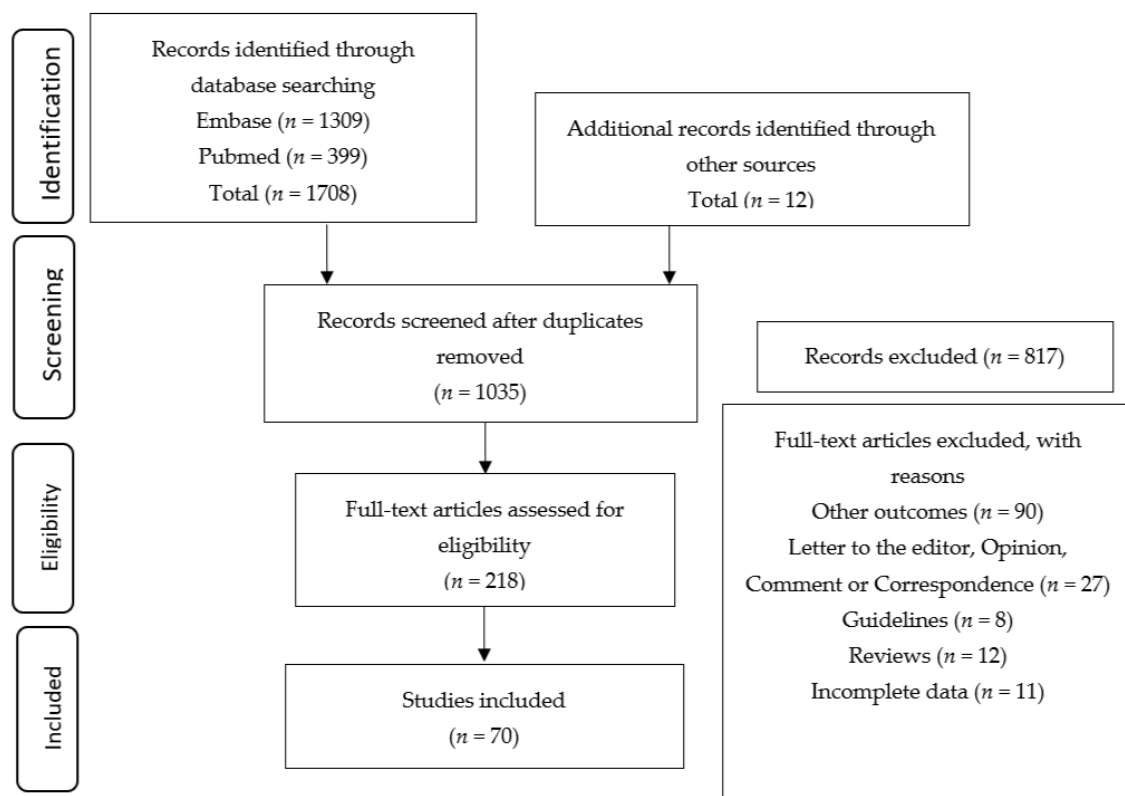 Identification
Records identified through
database searching
Embase (n = 1309)
Pubmed (n = 399)
Total (n = 1708)
Additional records identified through
other sources
Total (n = 12)
Screening
Records screened after duplicates
removed
(n = 1035)
Records excluded (n = 817)
Eligibility
Full-text articles assessed for
eligibility
(n = 218)
Full-text articles excluded, with
reasons
Other outcomes (n = 90)
Letter to the editor, Opinion,
Comment or Correspondence (n = 27)
Guidelines (n = 8)
Reviews (n = 12)
Incomplete data (n = 11)
Included
Studies included
(n = 70)